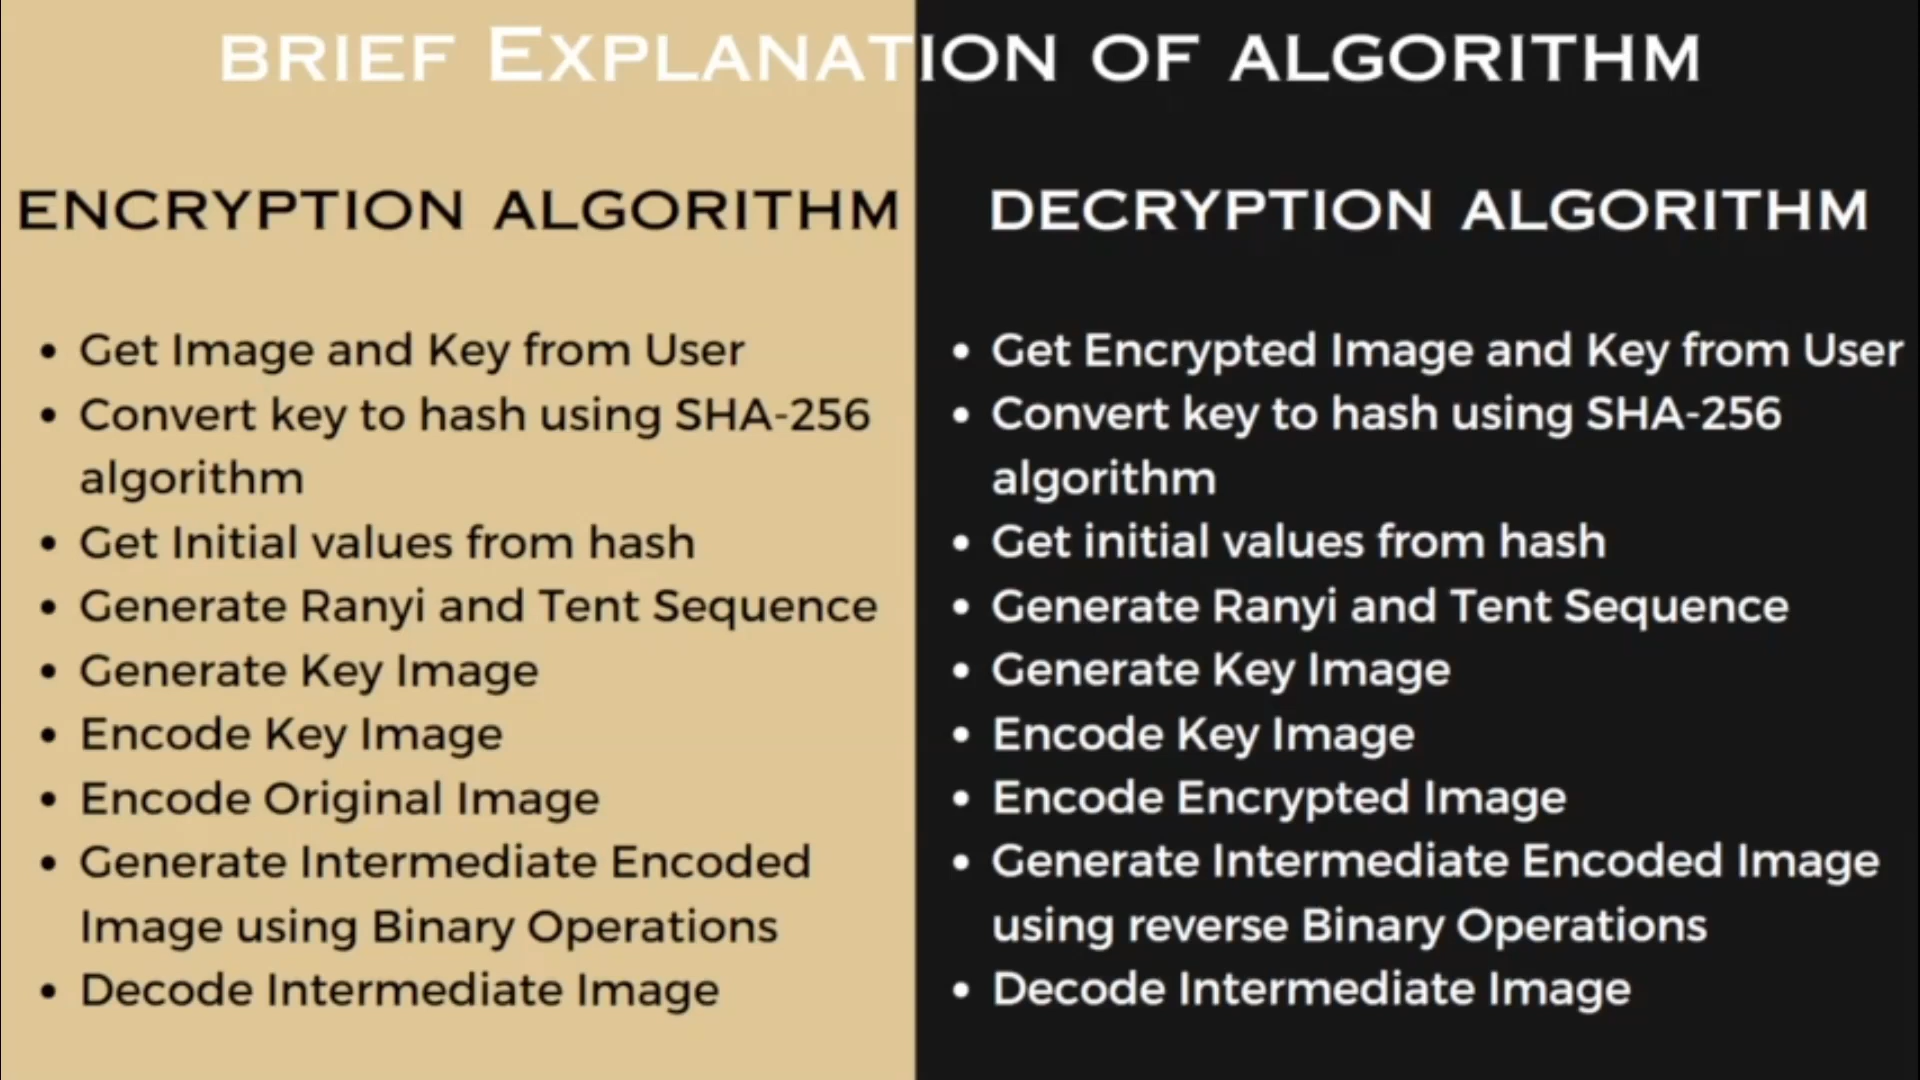 BRIEF EXPLANATION OF ALGORITHM
ENCRYPTION ALGORITHM
• Get Image and Key from User
• Convert key to hash using SHA-256
algorithm
• Get Initial values from hash
• Generate Ranyi and Tent Sequence
• Generate Key Image
• Encode Key Image
• Encode Original Image
• Generate Intermediate Encoded
Image using Binary Operations
• Decode Intermediate Image
DECRYPTION ALGORITHM
• Get Encrypted Image and Key from User
• Convert key to hash using SHA-256
algorithm
• Get initial values from hash
• Generate Ranyi and Tent Sequence
• Generate Key Image
• Encode Key Image
• Encode Encrypted Image
• Generate Intermediate Encoded Image
using reverse Binary Operations
• Decode Intermediate Image